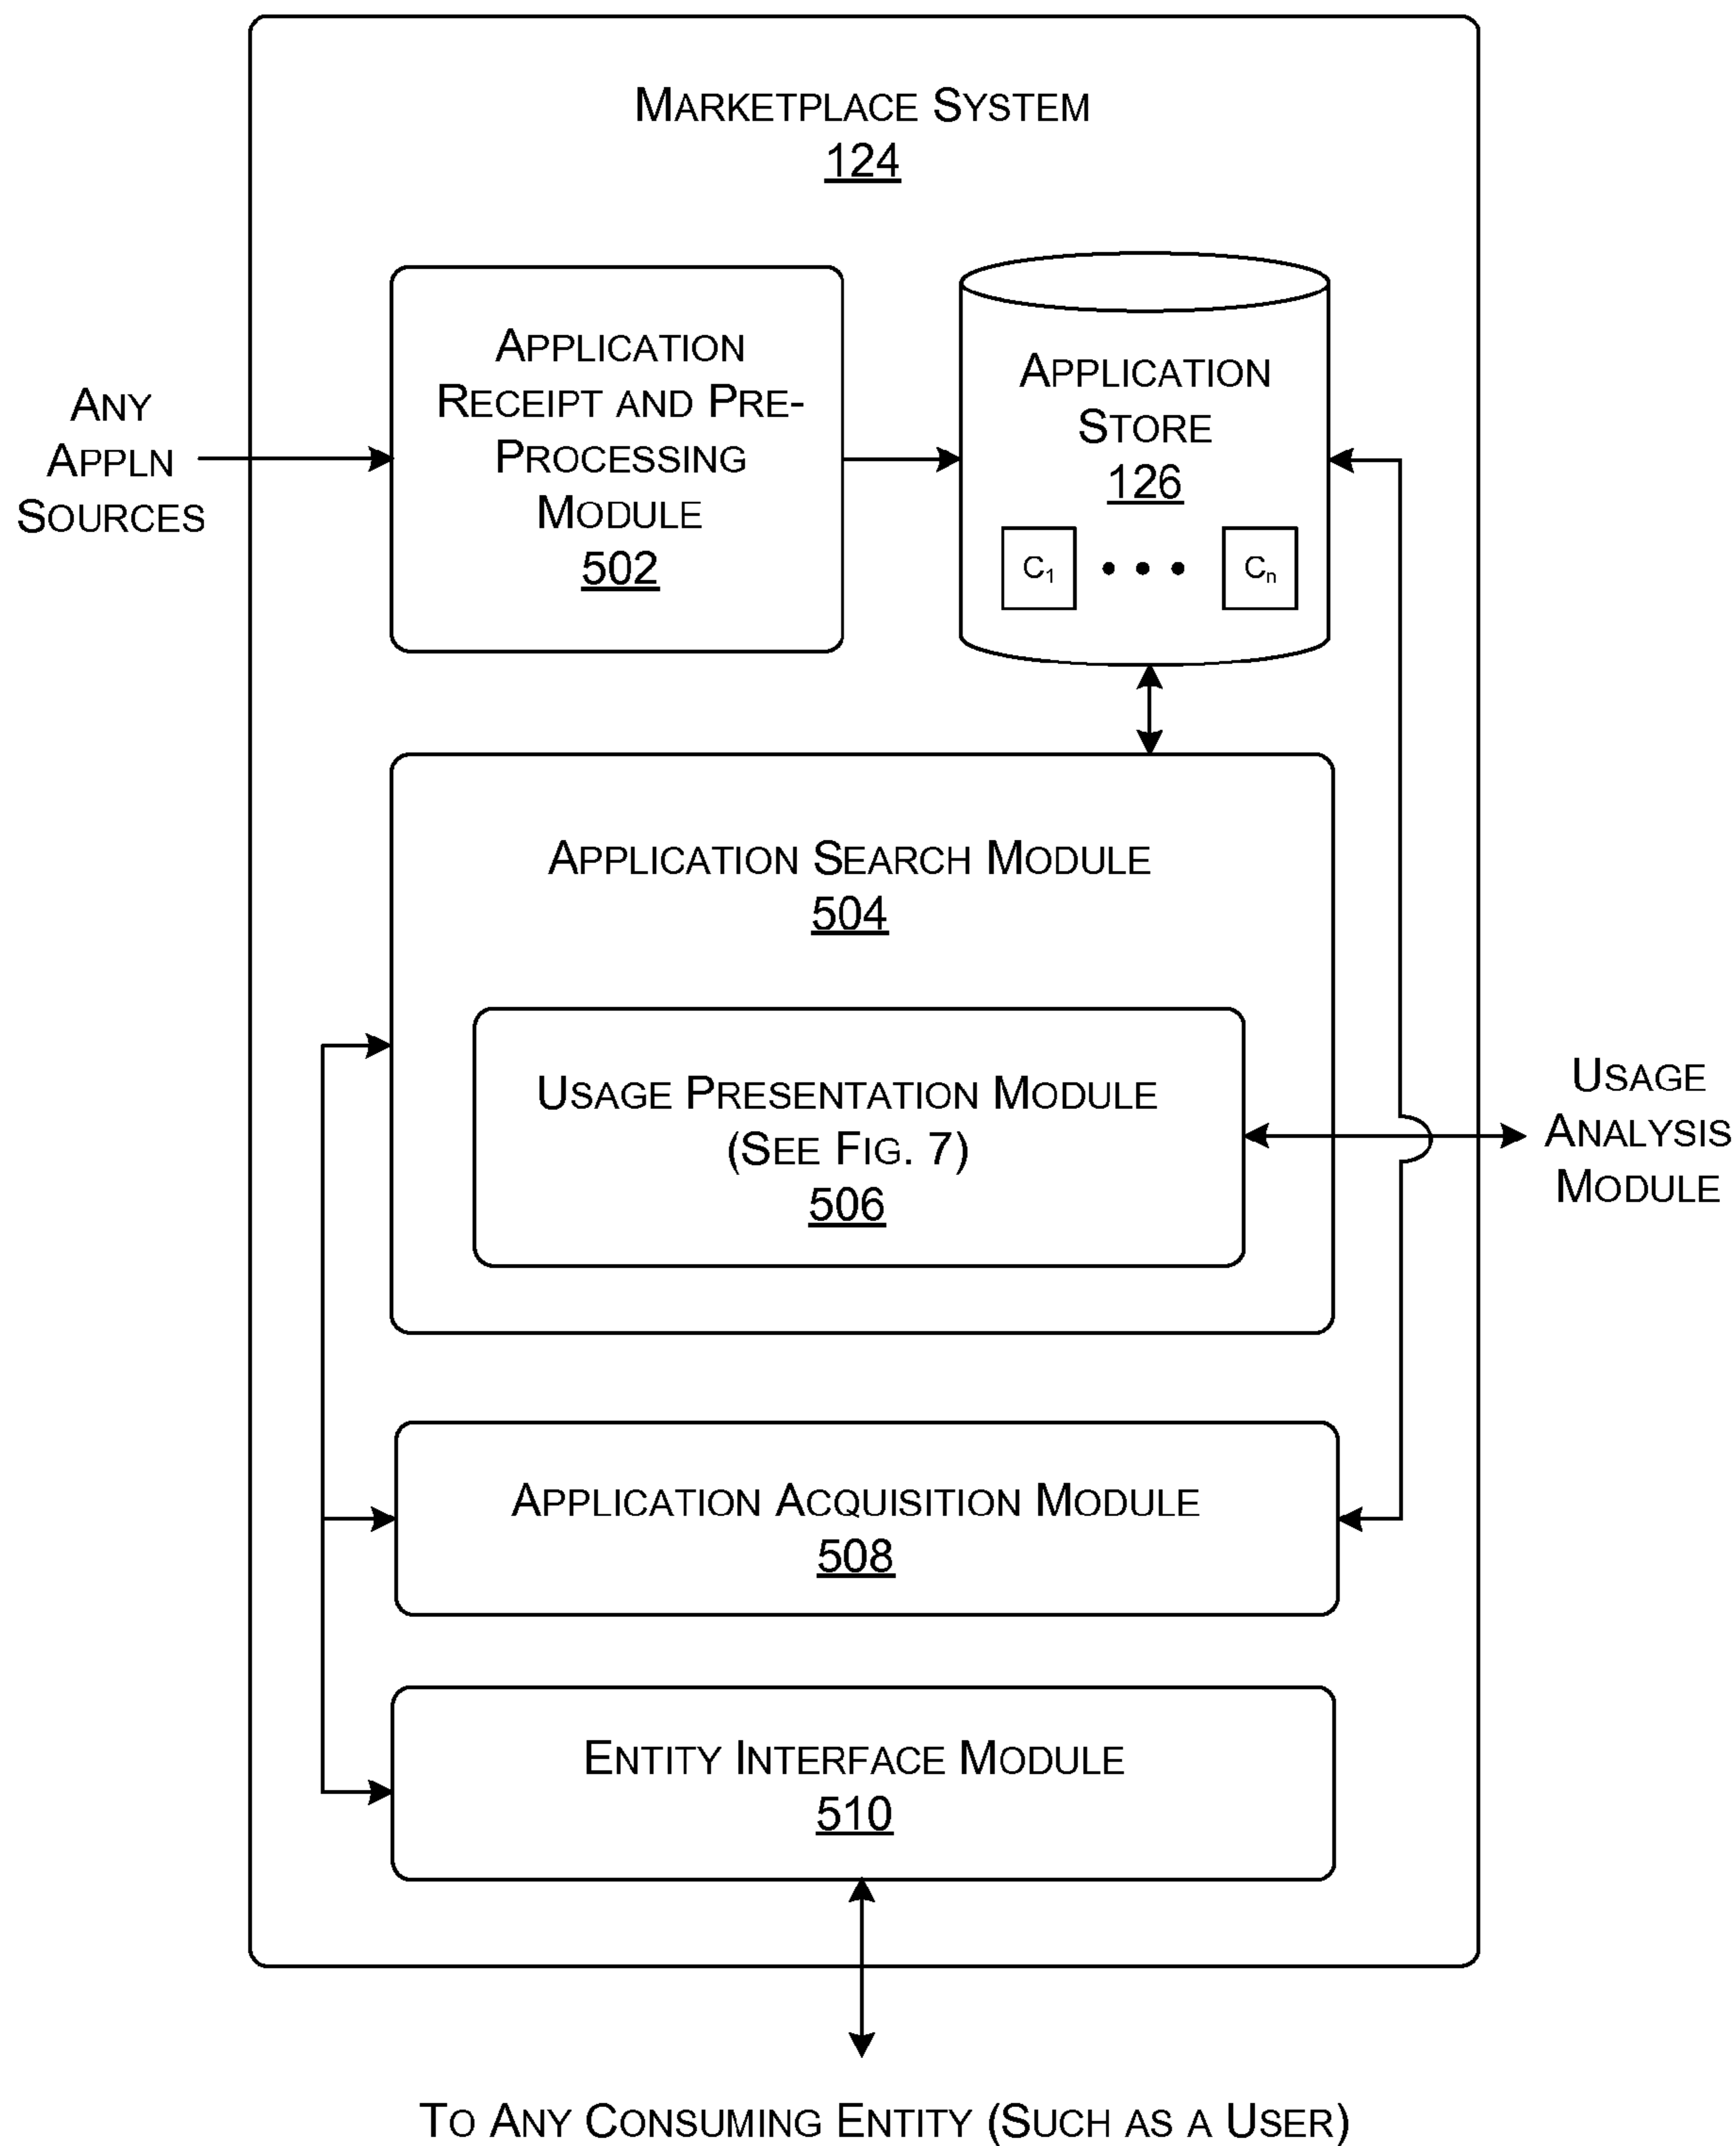 MARKETPLACE SYSTEM
124
ANY
APPLN
SOURCES
APPLICATION
RECEIPT AND PRE-
PROCESSING
MODULE
502
APPLICATION
STORE
126
C1 • • • Cn
APPLICATION SEARCH MODULE
504
USAGE PRESENTATION MODULE
(SEE FIG. 7)
506
USAGE
ANALYSIS
MODULE
APPLICATION ACQUISITION MODULE
508
ENTITY INTERFACE MODULE
510
TO ANY CONSUMING ENTITY (SUCH AS A USER)